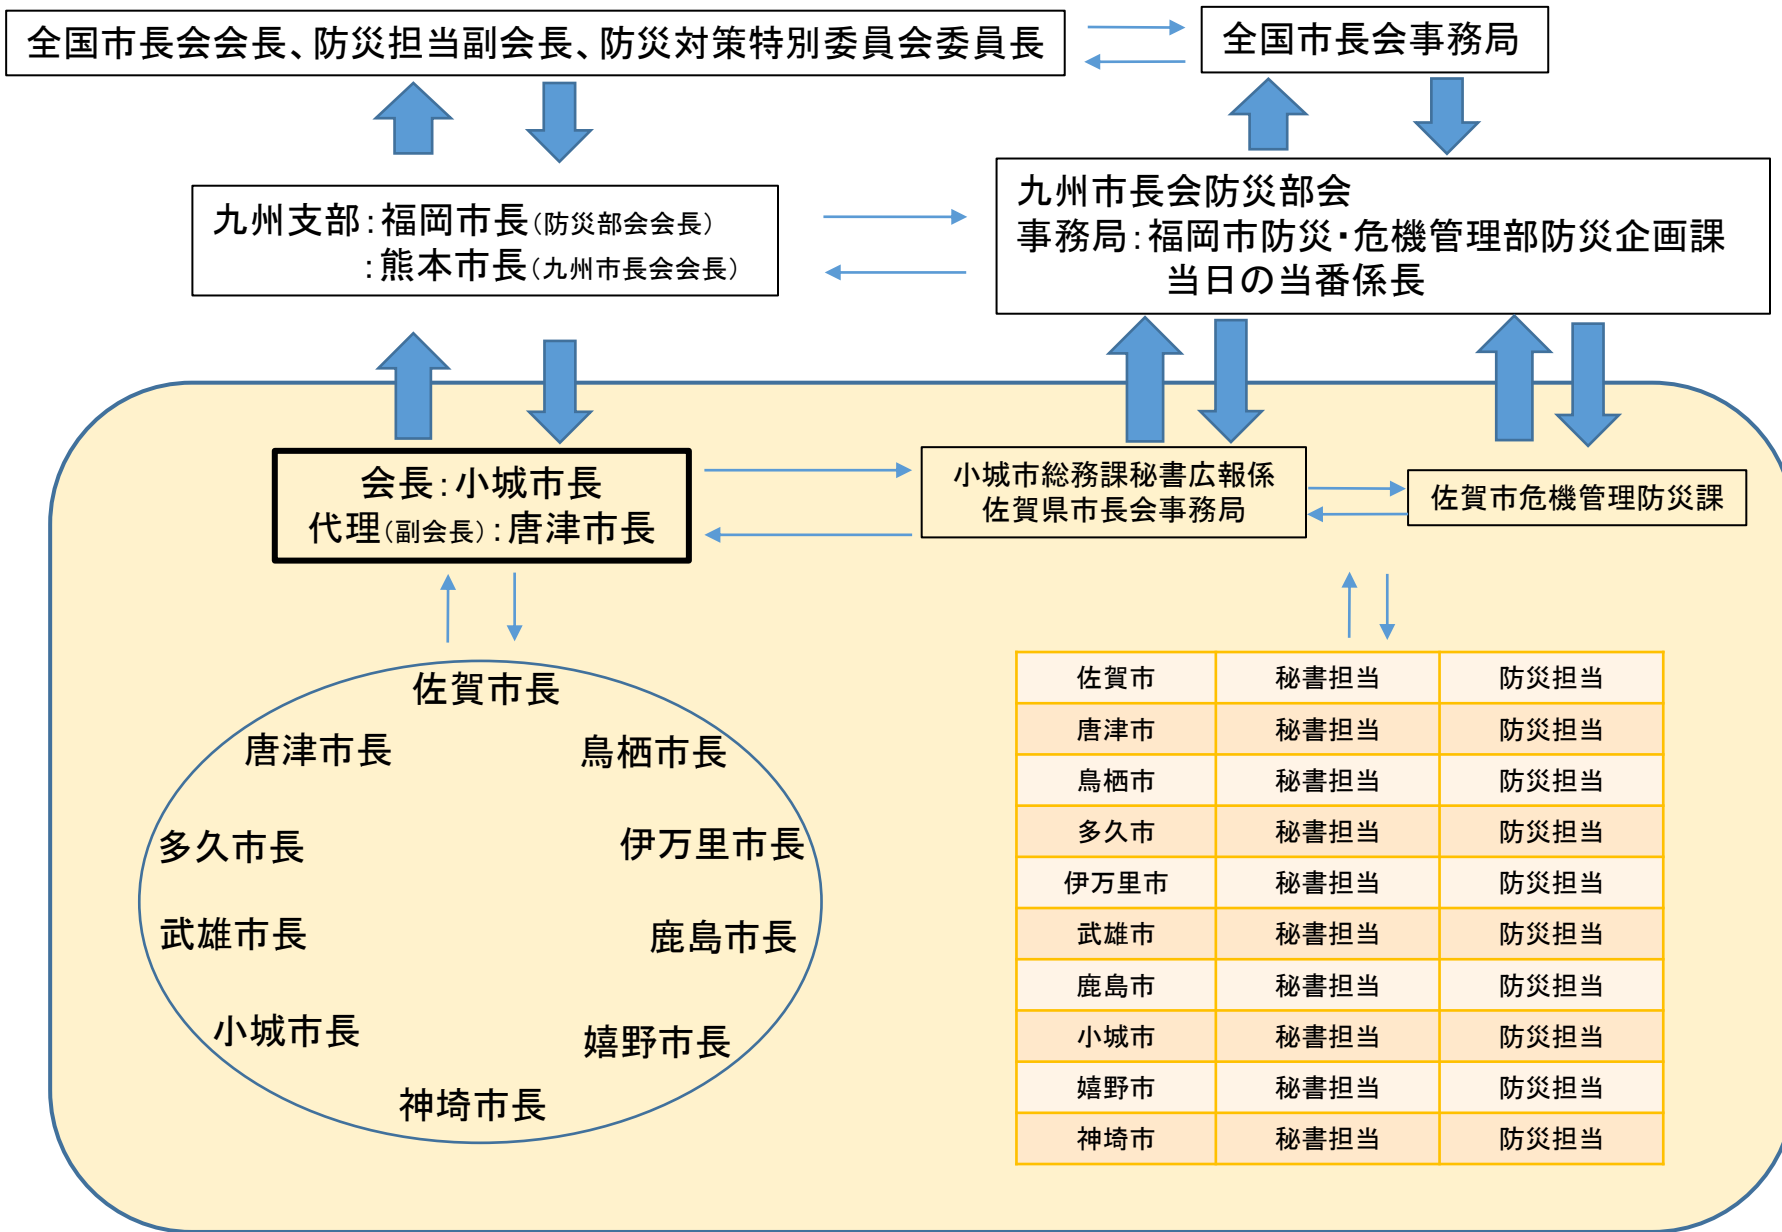 全国市長会会長、防災担当副会長、防災対策特別委員会委員長
全国市長会事務局
九州支部：福岡市長(防災部会会長)
：熊本市長(九州市長会会長)
九州市長会防災部会
事務局：福岡市防災・危機管理部防災企画課
当日の当番係長
会長：小城市長
代理(副会長)：唐津市長
小城市総務課秘書広報係
佐賀県市長会事務局
佐賀市危機管理防災課
佐賀市長
唐津市長
鳥栖市長
多久市長
伊万里市長
武雄市長
鹿島市長
小城市長
嬉野市長
神埼市長
佐賀市 秘書担当 防災担当
唐津市 秘書担当 防災担当
鳥栖市 秘書担当 防災担当
多久市 秘書担当 防災担当
伊万里市 秘書担当 防災担当
武雄市 秘書担当 防災担当
鹿島市 秘書担当 防災担当
小城市 秘書担当 防災担当
嬉野市 秘書担当 防災担当
神埼市 秘書担当 防災担当